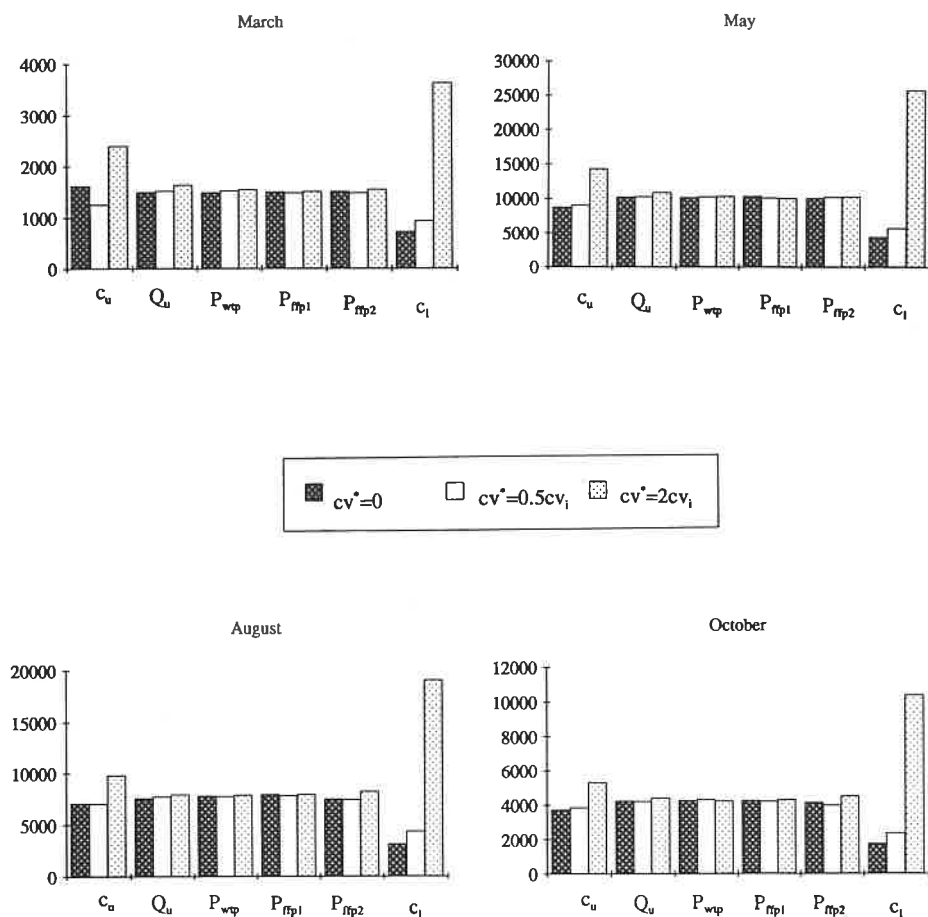 March
4000
3000
2000
1000
0
c_u Q_u P_wtp P_ffp1 P_ffp2 c_l
May
30000
25000
20000
15000
10000
5000
0
c_u Q_u P_wtp P_ffp1 P_ffp2 c_l
cv*=0 cv*=0.5cv_i cv*=2cv_i
August
20000
15000
10000
5000
0
c_u Q_u P_wtp P_ffp1 P_ffp2 c_l
October
12000
10000
8000
6000
4000
2000
0
c_u Q_u P_wtp P_ffp1 P_ffp2 c_l